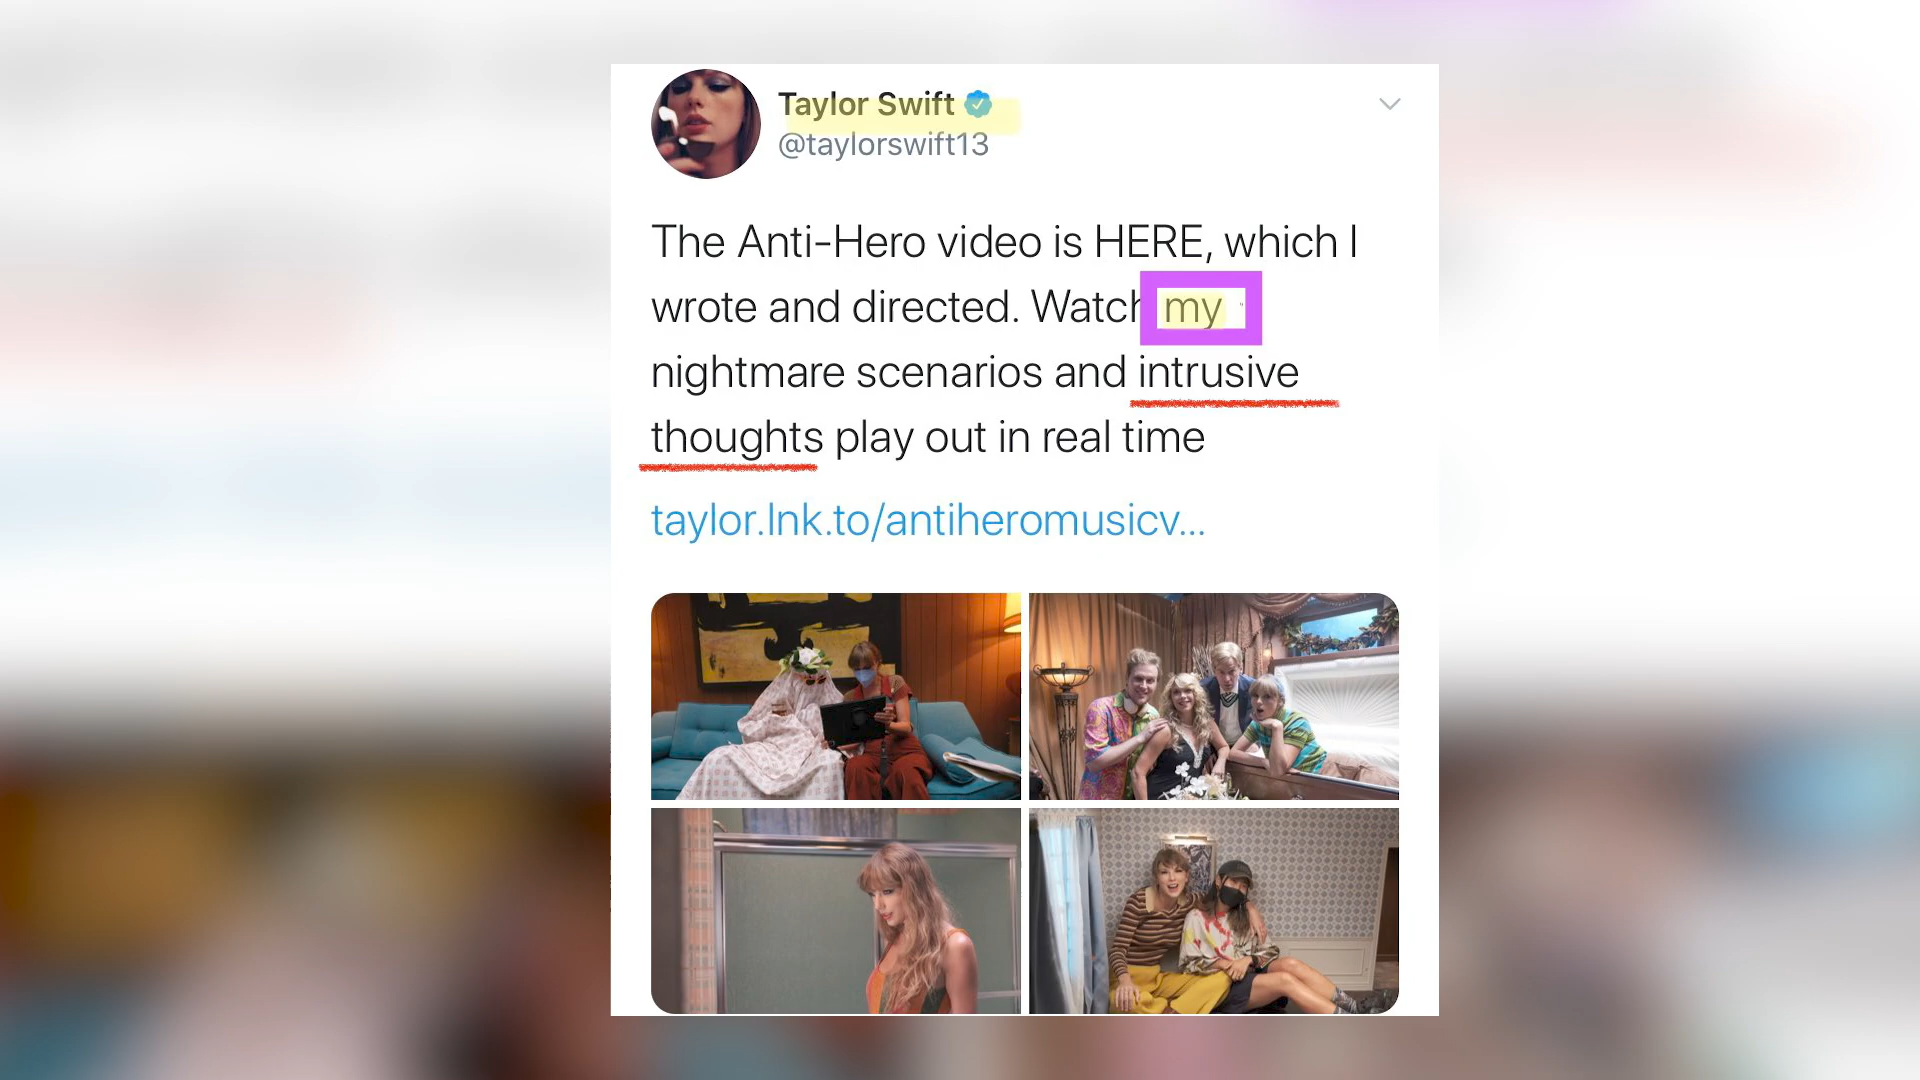 Taylor Swift
@taylorswift13
The Anti-Hero video is HERE, which I
wrote and directed. Watch my
nightmare scenarios and intrusive
thoughts play out in real time
taylor.lnk.to/antiheromusicv...